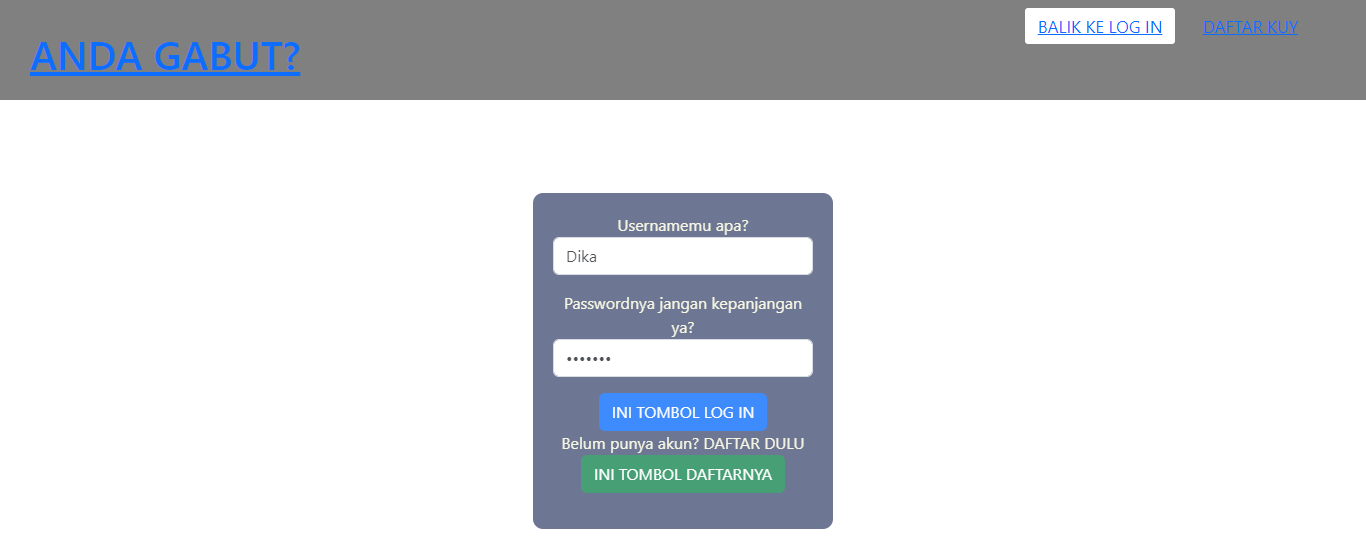 ANDA GABUT?
BALIK KE LOG IN
DAFTAR KUY
Usernamemu apa?
Dika
Passwordnya jangan kepanjangan
ya?
•••••••
INI TOMBOL LOG IN
Belum punya akun? DAFTAR DULU
INI TOMBOL DAFTARNYA